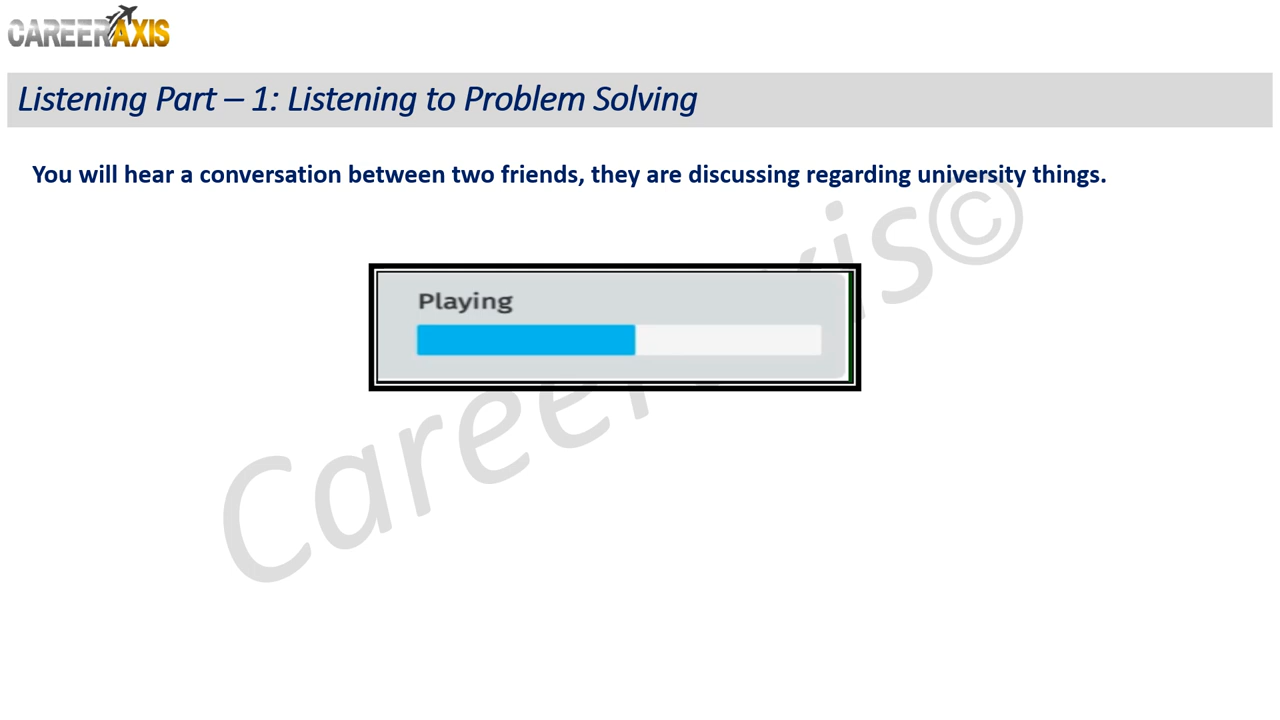 CAREERAXIS
Listening Part – 1: Listening to Problem Solving
You will hear a conversation between two friends, they are discussing regarding university things.
Playing
CareerAxis©